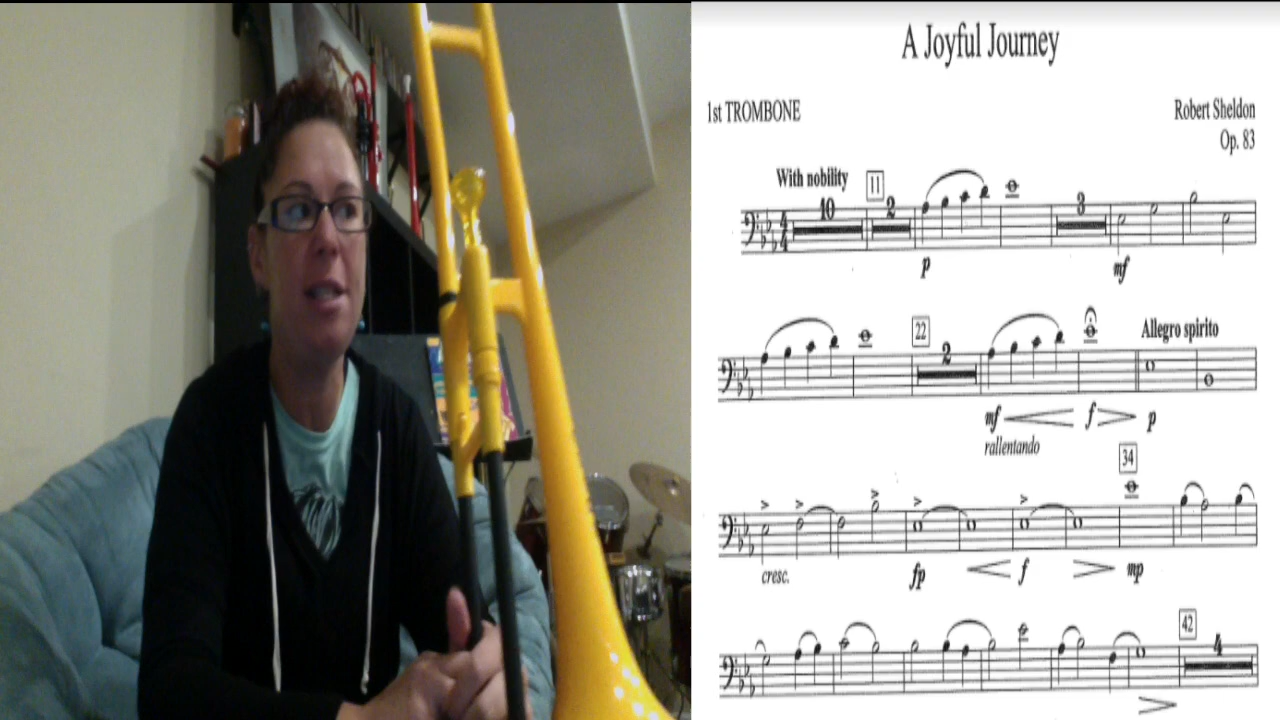 A Joyful Journey
1st TROMBONE
Robert Sheldon
Op. 83
With nobility
11
10
2
3
p
mf
22
Allegro spirito
2
mf
f
p
rallentando
34
cresc.
fp
f
mp
42
4